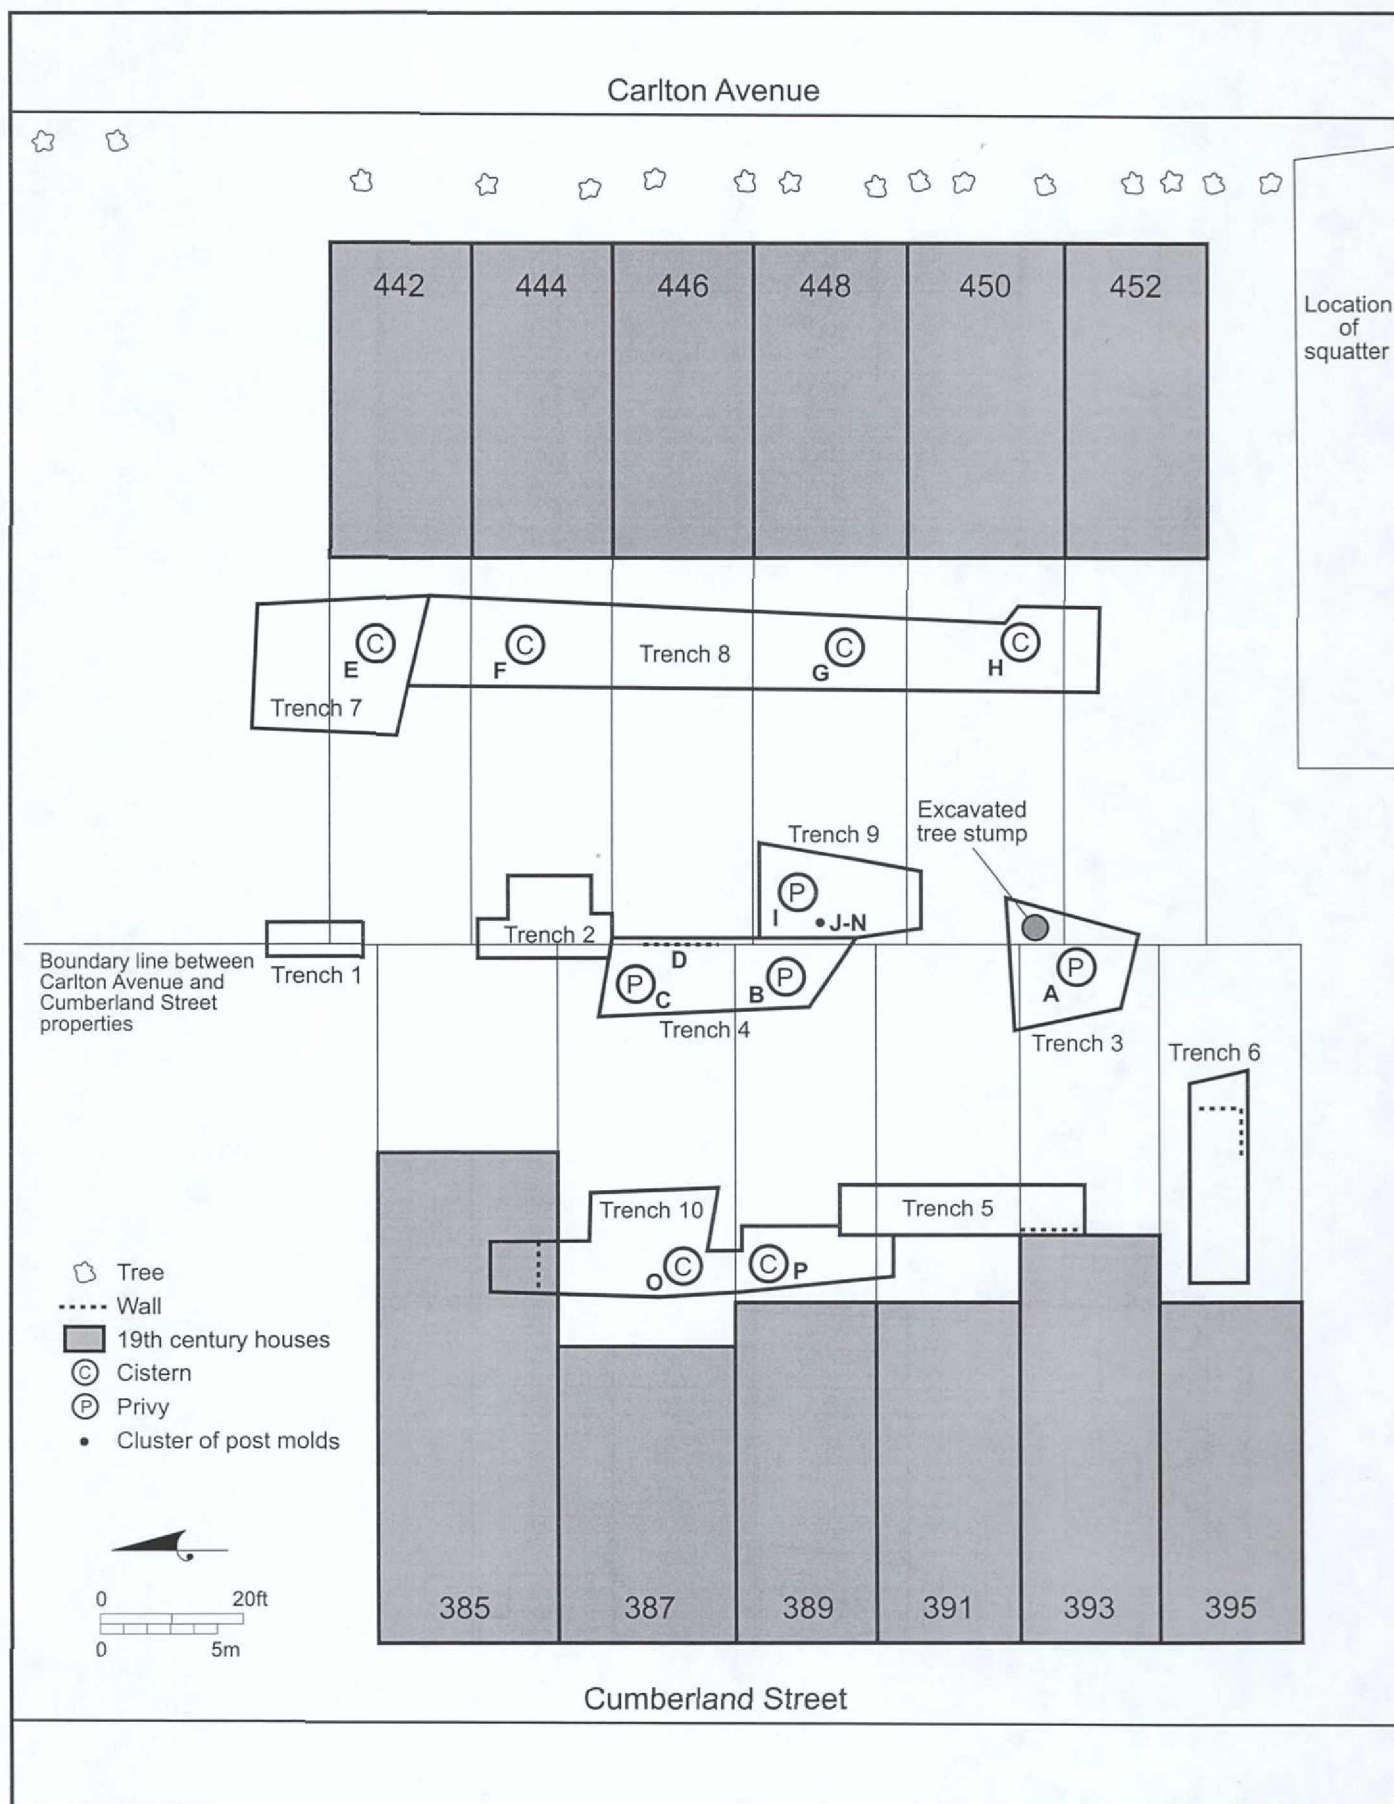 Carlton Avenue
442
444
446
448
450
452
Location
of
squatter
E
C
F
C
Trench 8
G
C
H
C
Trench 7
Trench 9
Excavated
tree stump
P
I
J-N
Trench 2
Trench 1
Boundary line between
Carlton Avenue and
Cumberland Street
properties
D
P
C
B
P
Trench 4
P
A
Trench 3
Trench 6
Trench 10
Trench 5
O
C
C
P
Tree
Wall
19th century houses
C
Cistern
P
Privy
Cluster of post molds
0
20ft
0
5m
385
387
389
391
393
395
Cumberland Street